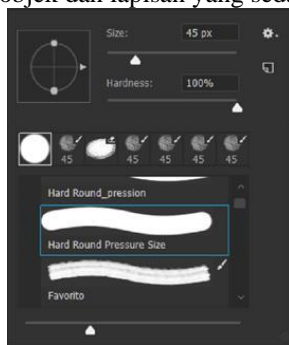 objek dan lapisan yang seda
Size: 45 px
Hardness: 100%
45 45 45 45 45
Hard Round_pression
Hard Round Pressure Size
Favorito